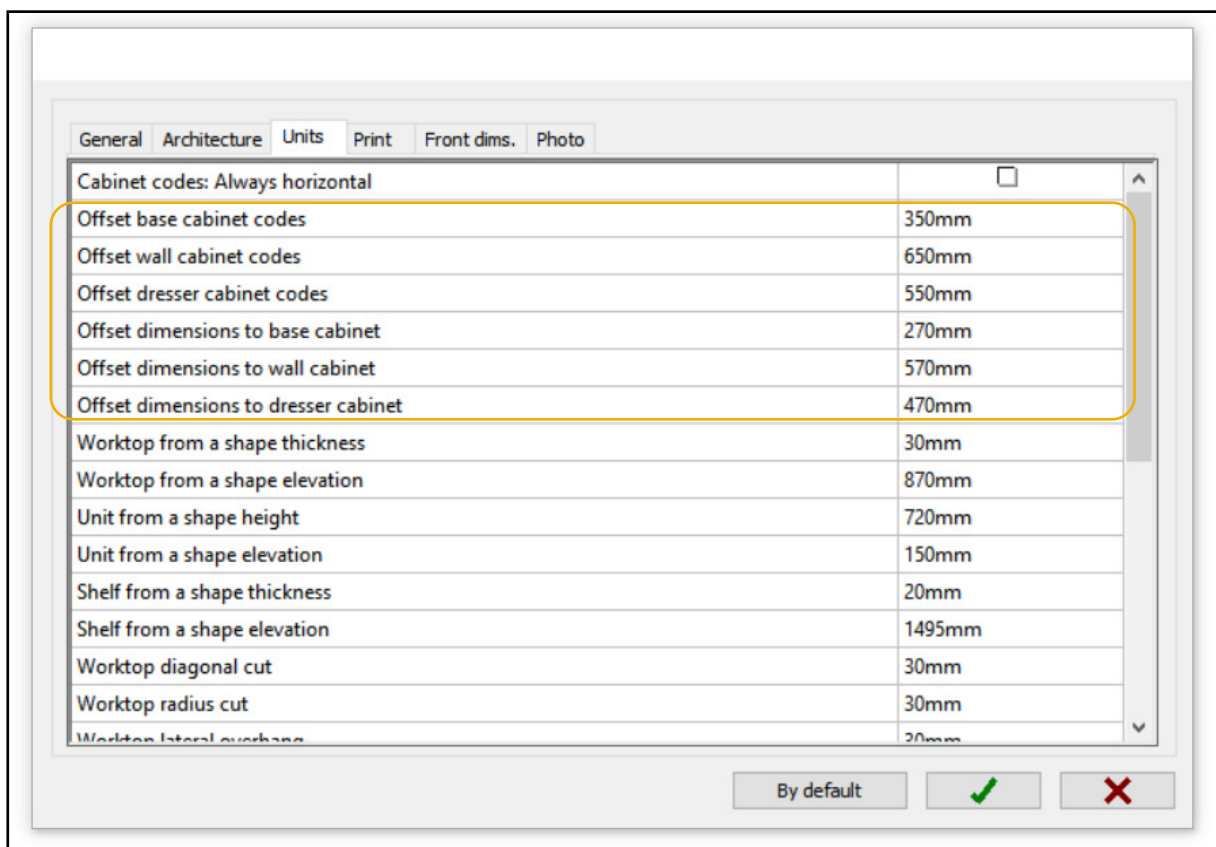 General Architecture Units Print Front dims. Photo
Cabinet codes: Always horizontal
Offset base cabinet codes 350mm
Offset wall cabinet codes 650mm
Offset dresser cabinet codes 550mm
Offset dimensions to base cabinet 270mm
Offset dimensions to wall cabinet 570mm
Offset dimensions to dresser cabinet 470mm
Worktop from a shape thickness 30mm
Worktop from a shape elevation 870mm
Unit from a shape height 720mm
Unit from a shape elevation 150mm
Shelf from a shape thickness 20mm
Shelf from a shape elevation 1495mm
Worktop diagonal cut 30mm
Worktop radius cut 30mm
Worktop lateral overhang
By default